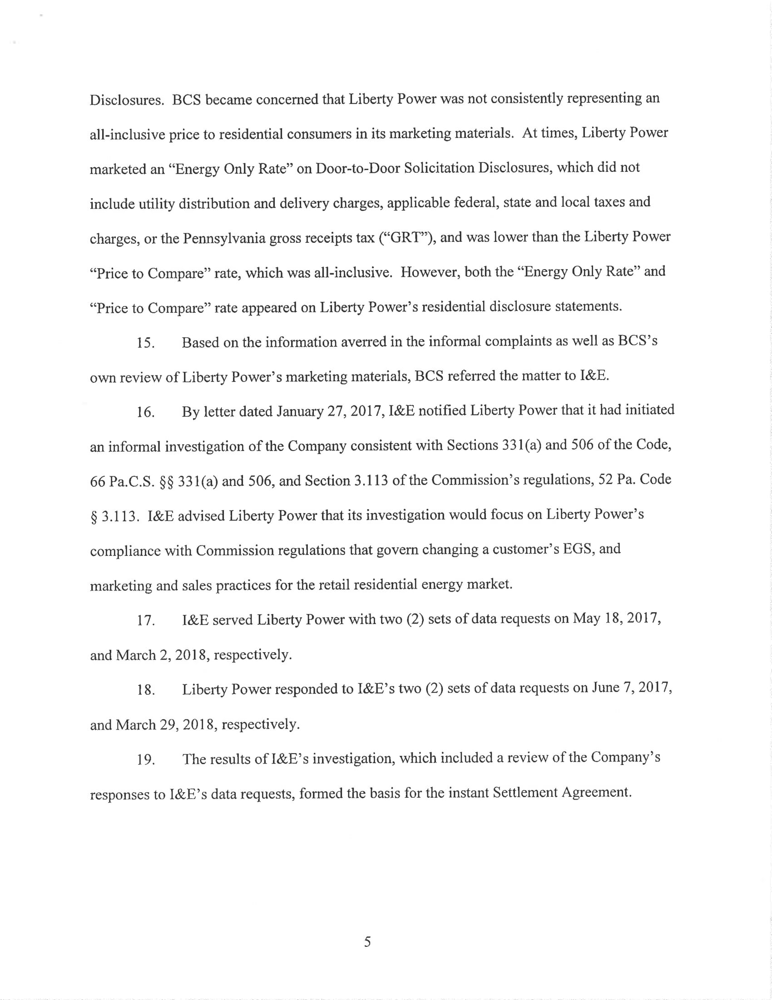 Disclosures. BCS became concerned that Liberty Power was not consistently representing an
all-inclusive price to residential consumers in its marketing materials. At times, Liberty Power
marketed an “Energy Only Rate” on Door-to-Door Solicitation Disclosures, which did not
include utility distribution and delivery charges, applicable federal, state and local taxes and
charges, or the Pennsylvania gross receipts tax (“GRT”), and was lower than the Liberty Power
“Price to Compare” rate, which was all-inclusive. However, both the “Energy Only Rate” and
“Price to Compare” rate appeared on Liberty Power’s residential disclosure statements.
15. Based on the information averred in the informal complaints as well as BCS’s
own review of Liberty Power’s marketing materials, BCS referred the matter to I&E.
16. By letter dated January 27, 2017, I&E notified Liberty Power that it had initiated
an informal investigation of the Company consistent with Sections 331(a) and 506 of the Code,
66 Pa.C.S. §§ 331(a) and 506, and Section 3.113 of the Commission’s regulations, 52 Pa. Code
§ 3.113. I&E advised Liberty Power that its investigation would focus on Liberty Power’s
compliance with Commission regulations that govern changing a customer’s EGS, and
marketing and sales practices for the retail residential energy market.
17. I&E served Liberty Power with two (2) sets of data requests on May 18, 2017,
and March 2, 2018, respectively.
18. Liberty Power responded to I&E’s two (2) sets of data requests on June 7, 2017,
and March 29, 2018, respectively.
19. The results of I&E’s investigation, which included a review of the Company’s
responses to I&E’s data requests, formed the basis for the instant Settlement Agreement.
5